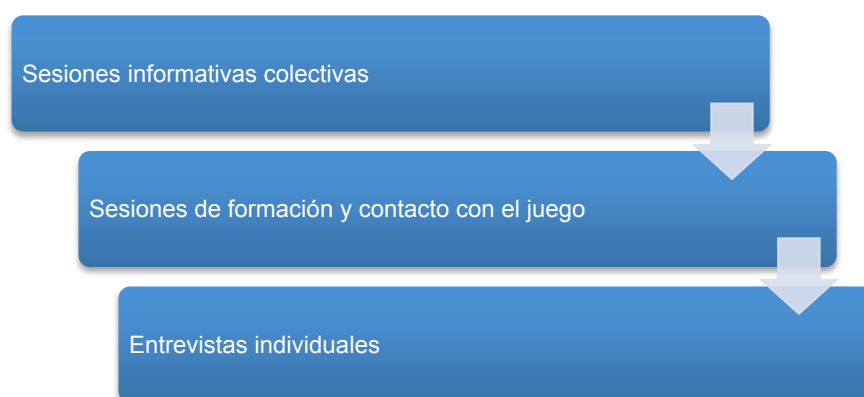 Sesiones informativas colectivas
Sesiones de formación y contacto con el juego
Entrevistas individuales